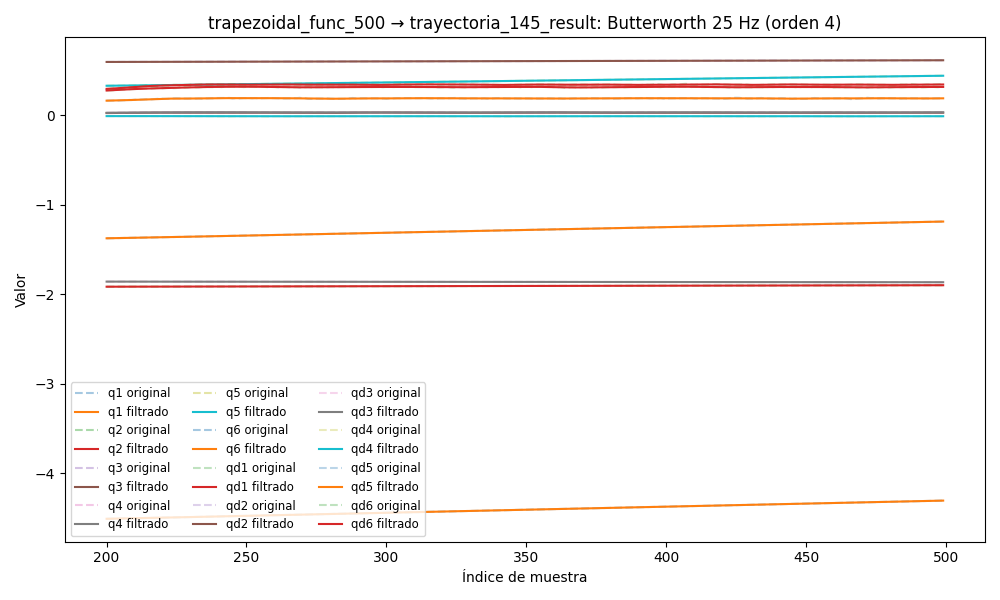 trapezoidal_func_500 → trayectoria_145_result: Butterworth 25 Hz (orden 4)
Valor
0
−1
−2
−3
−4
q1 original
q1 filtrado
q2 original
q2 filtrado
q3 original
q3 filtrado
q4 original
q4 filtrado
q5 original
q5 filtrado
q6 original
q6 filtrado
qd1 original
qd1 filtrado
qd2 original
qd2 filtrado
qd3 original
qd3 filtrado
qd4 original
qd4 filtrado
qd5 original
qd5 filtrado
qd6 original
qd6 filtrado
200
250
300
350
400
450
500
Índice de muestra